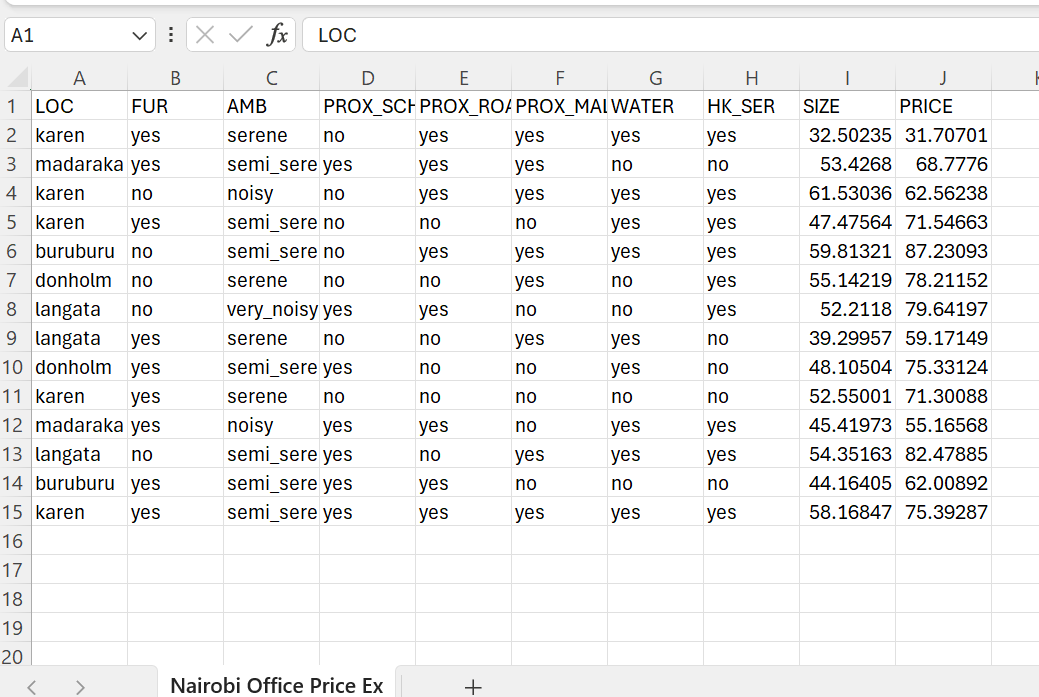 A1 fx LOC
A B C D E F G H I J
1 LOC FUR AMB PROX_SCH PROX_ROA PROX_MAL WATER HK_SER SIZE PRICE
2 karen yes serene no yes yes yes yes 32.50235 31.70701
3 madaraka yes semi_sere yes yes yes no no 53.4268 68.7776
4 karen no noisy no yes yes yes yes 61.53036 62.56238
5 karen yes semi_sere no no no yes yes 47.47564 71.54663
6 buruburu no semi_sere no yes yes yes yes 59.81321 87.23093
7 donholm no serene no no yes no yes 55.14219 78.21152
8 langata no very_noisy yes yes no no yes 52.2118 79.64197
9 langata yes serene no no yes yes no 39.29957 59.17149
10 donholm yes semi_sere yes no no yes no 48.10504 75.33124
11 karen yes serene no no no no no 52.55001 71.30088
12 madaraka yes noisy yes yes no yes yes 45.41973 55.16568
13 langata no semi_sere yes no yes yes yes 54.35163 82.47885
14 buruburu yes semi_sere yes yes no no no 44.16405 62.00892
15 karen yes semi_sere yes yes yes yes yes 58.16847 75.39287
16
17
18
19
20
Nairobi Office Price Ex